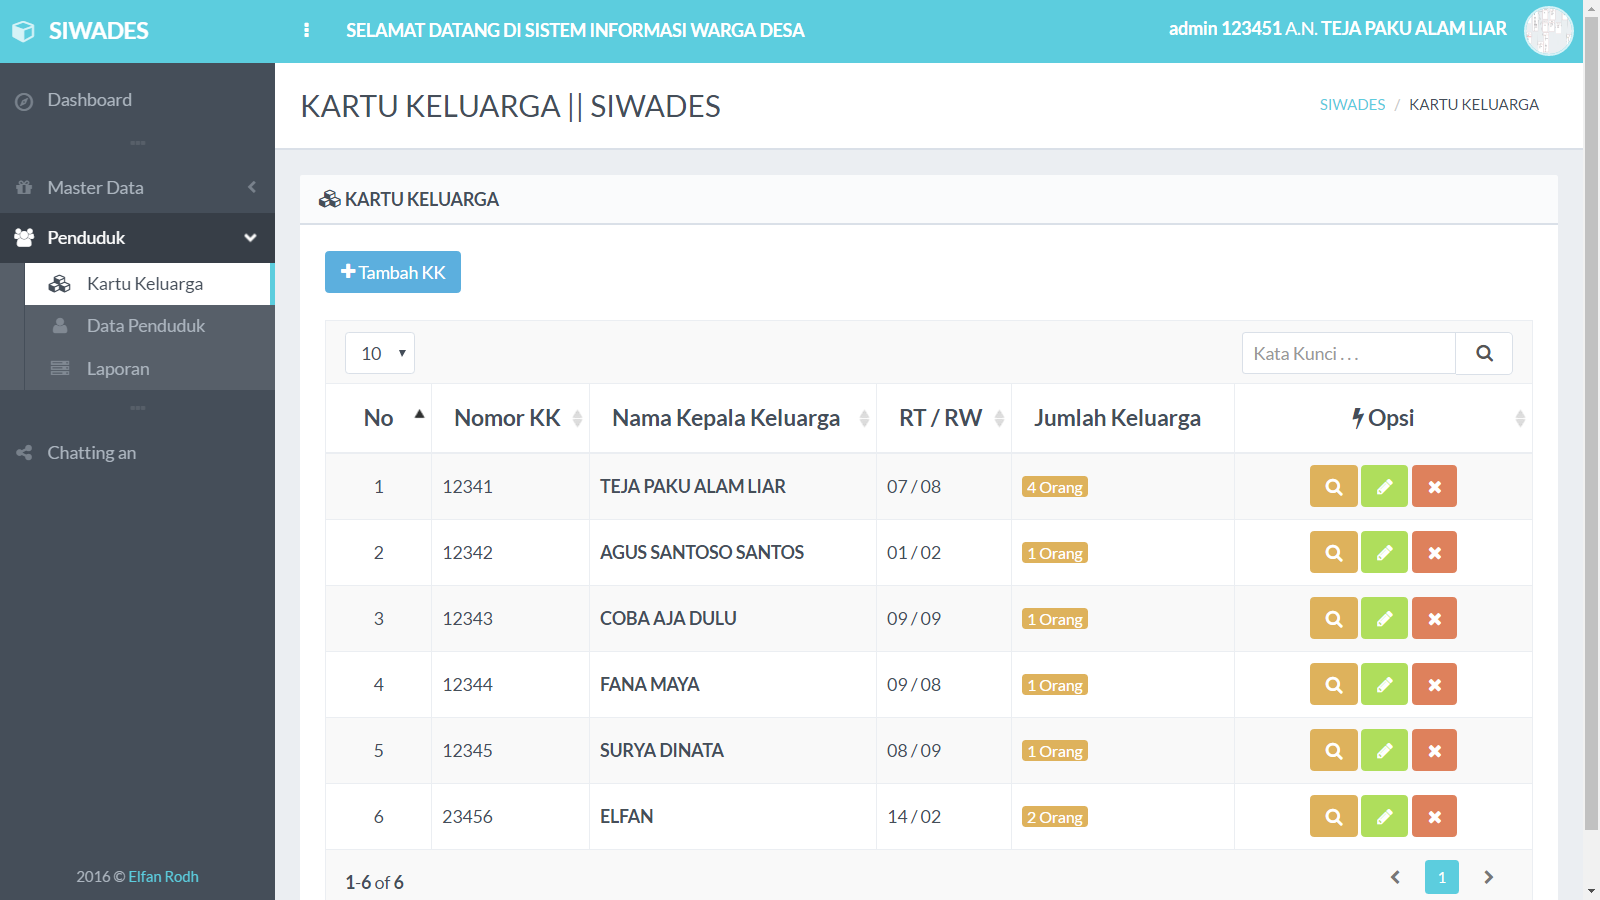 SIWADES
SELAMAT DATANG DI SISTEM INFORMASI WARGA DESA
admin 123451 A.N. TEJA PAKU ALAM LIAR
Dashboard
Master Data
Penduduk
Kartu Keluarga
Data Penduduk
Laporan
Chatting an
2016 © Elfan Rodh
KARTU KELUARGA || SIWADES
SIWADES / KARTU KELUARGA
KARTU KELUARGA
Tambah KK
10
Kata Kunci . . .
No Nomor KK Nama Kepala Keluarga RT / RW Jumlah Keluarga Opsi
1 12341 TEJA PAKU ALAM LIAR 07 / 08 4 Orang
2 12342 AGUS SANTOSO SANTOS 01 / 02 1 Orang
3 12343 COBA AJA DULU 09 / 09 1 Orang
4 12344 FANA MAYA 09 / 08 1 Orang
5 12345 SURYA DINATA 08 / 09 1 Orang
6 23456 ELFAN 14 / 02 2 Orang
1-6 of 6
1